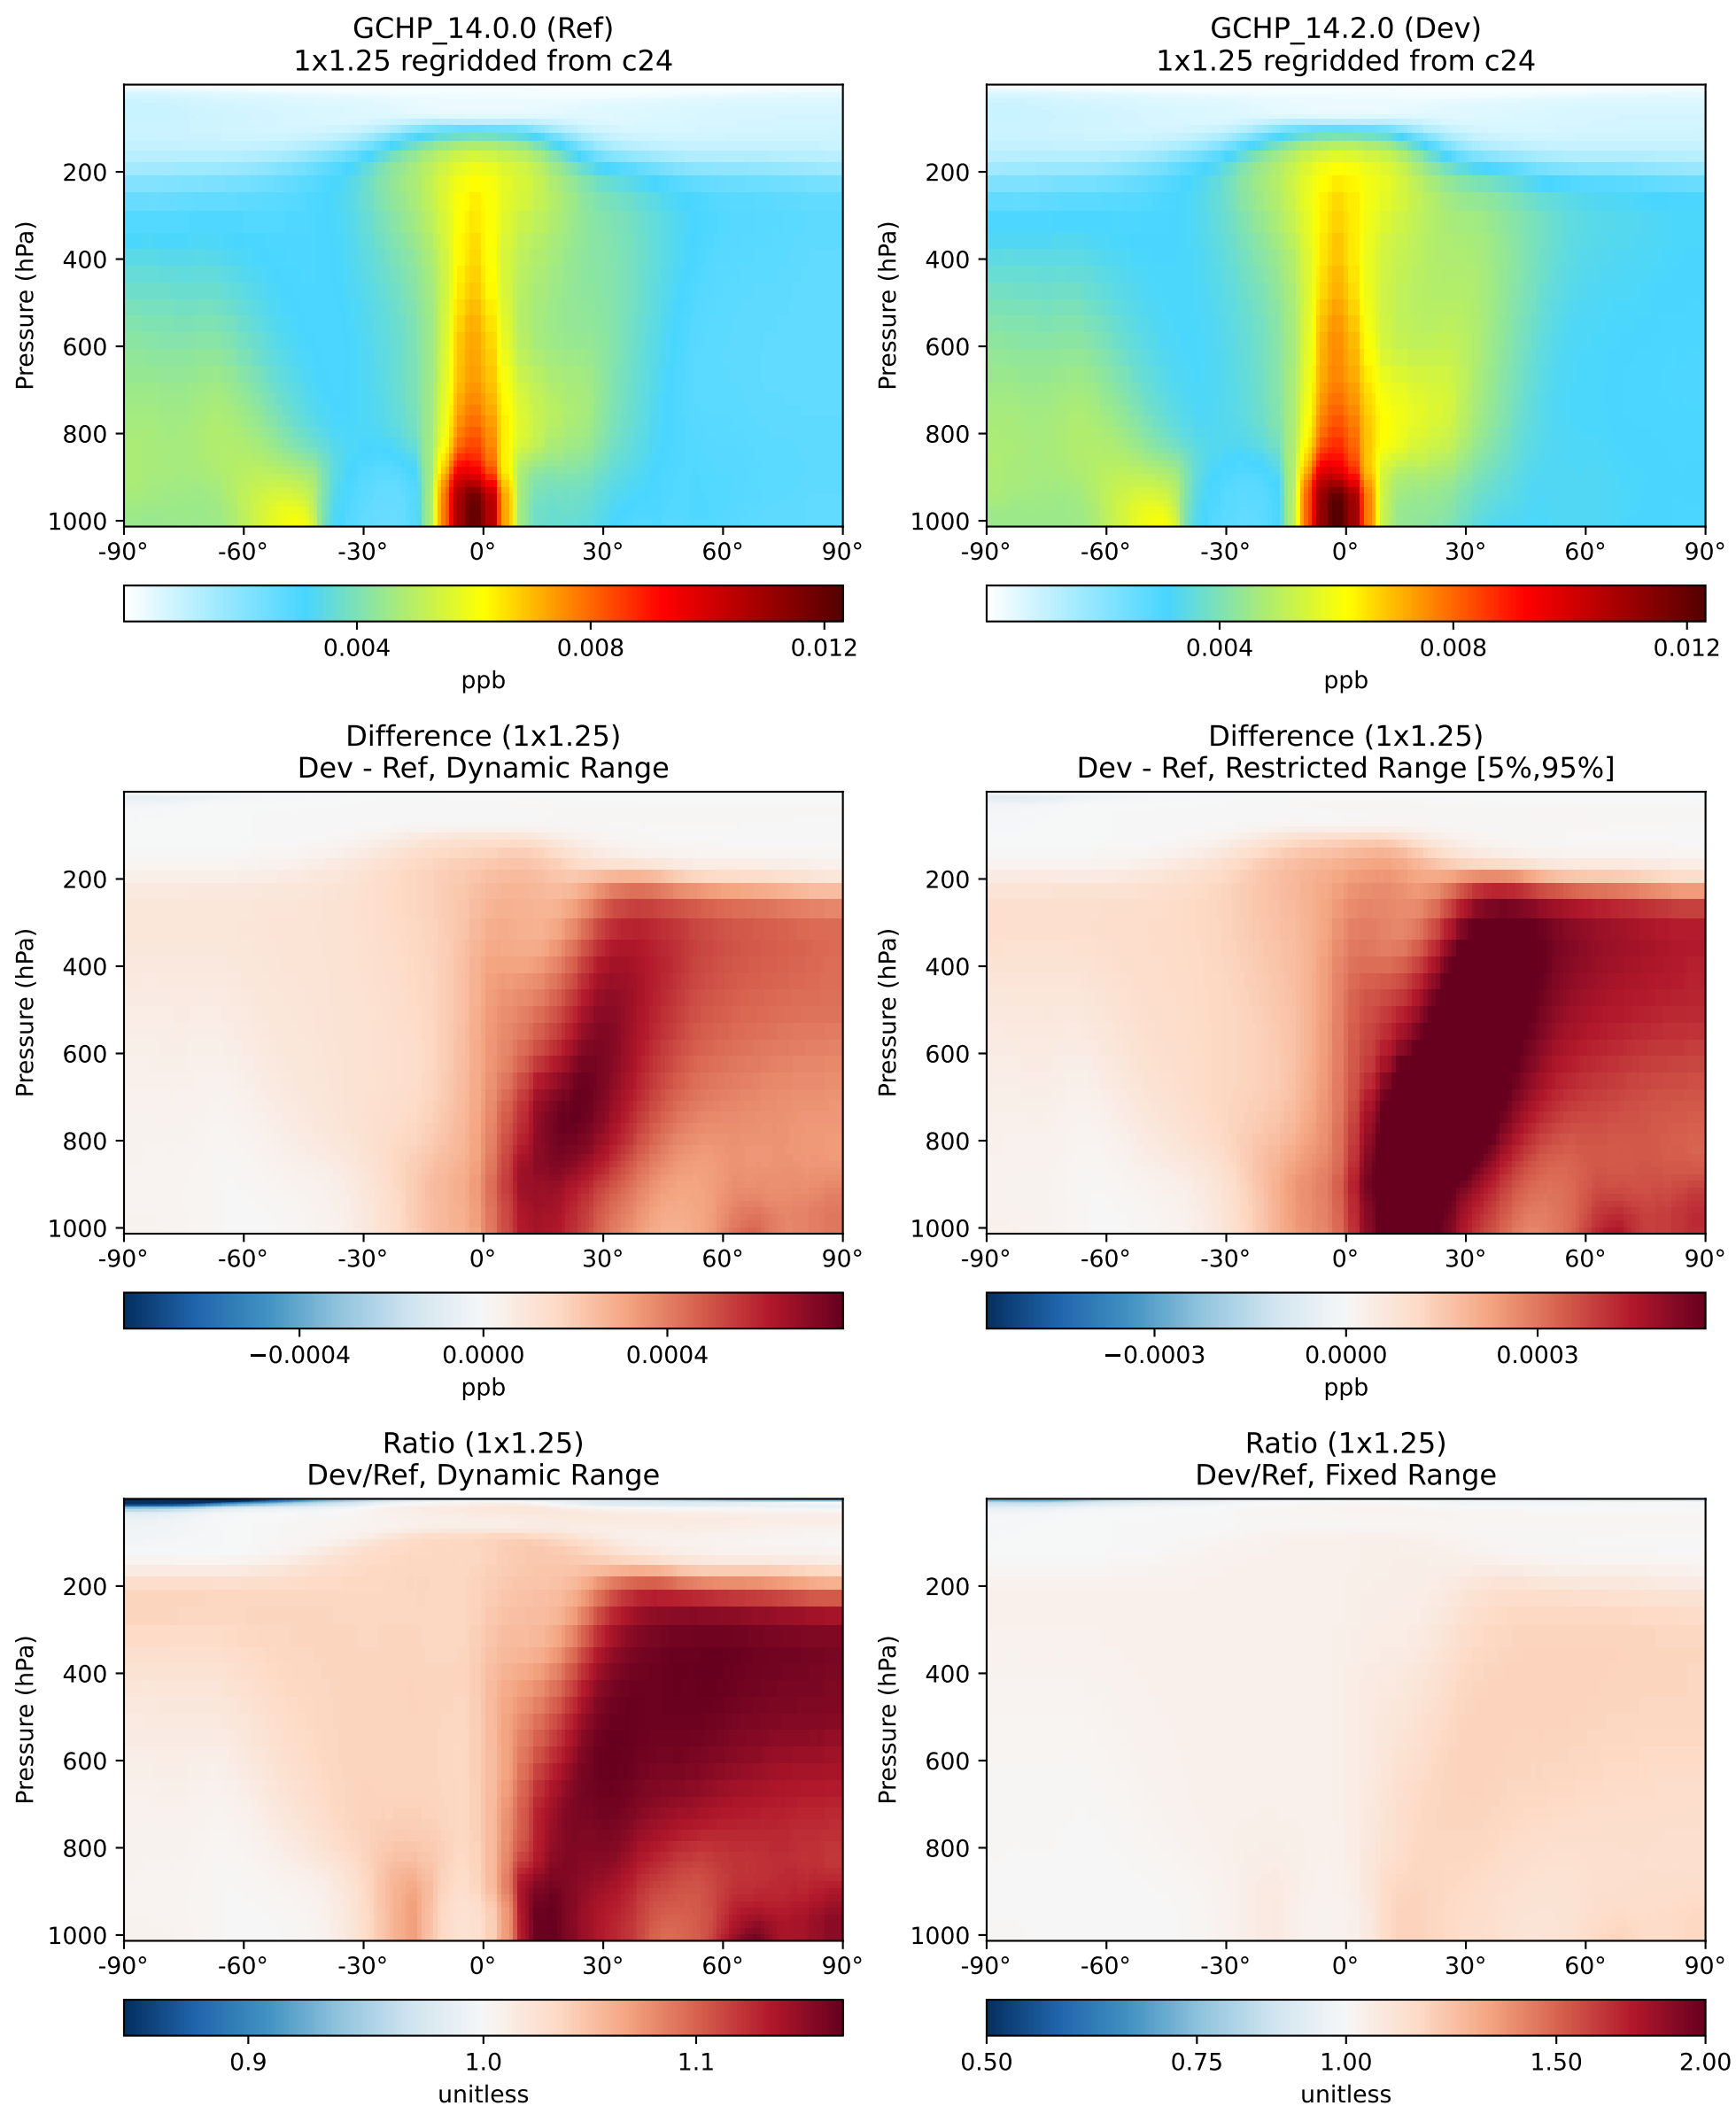 GCHP_14.0.0 (Ref)
1x1.25 regridded from c24
Pressure (hPa)
200
400
600
800
1000
-90° -60° -30° 0° 30° 60° 90°
0.004 0.008 0.012
ppb
GCHP_14.2.0 (Dev)
1x1.25 regridded from c24
Pressure (hPa)
200
400
600
800
1000
-90° -60° -30° 0° 30° 60° 90°
0.004 0.008 0.012
ppb
Difference (1x1.25)
Dev - Ref, Dynamic Range
Pressure (hPa)
200
400
600
800
1000
-90° -60° -30° 0° 30° 60° 90°
−0.0004 0.0000 0.0004
ppb
Difference (1x1.25)
Dev - Ref, Restricted Range [5%,95%]
Pressure (hPa)
200
400
600
800
1000
-90° -60° -30° 0° 30° 60° 90°
−0.0003 0.0000 0.0003
ppb
Ratio (1x1.25)
Dev/Ref, Dynamic Range
Pressure (hPa)
200
400
600
800
1000
-90° -60° -30° 0° 30° 60° 90°
0.9 1.0 1.1
unitless
Ratio (1x1.25)
Dev/Ref, Fixed Range
Pressure (hPa)
200
400
600
800
1000
-90° -60° -30° 0° 30° 60° 90°
0.50 0.75 1.00 1.50 2.00
unitless